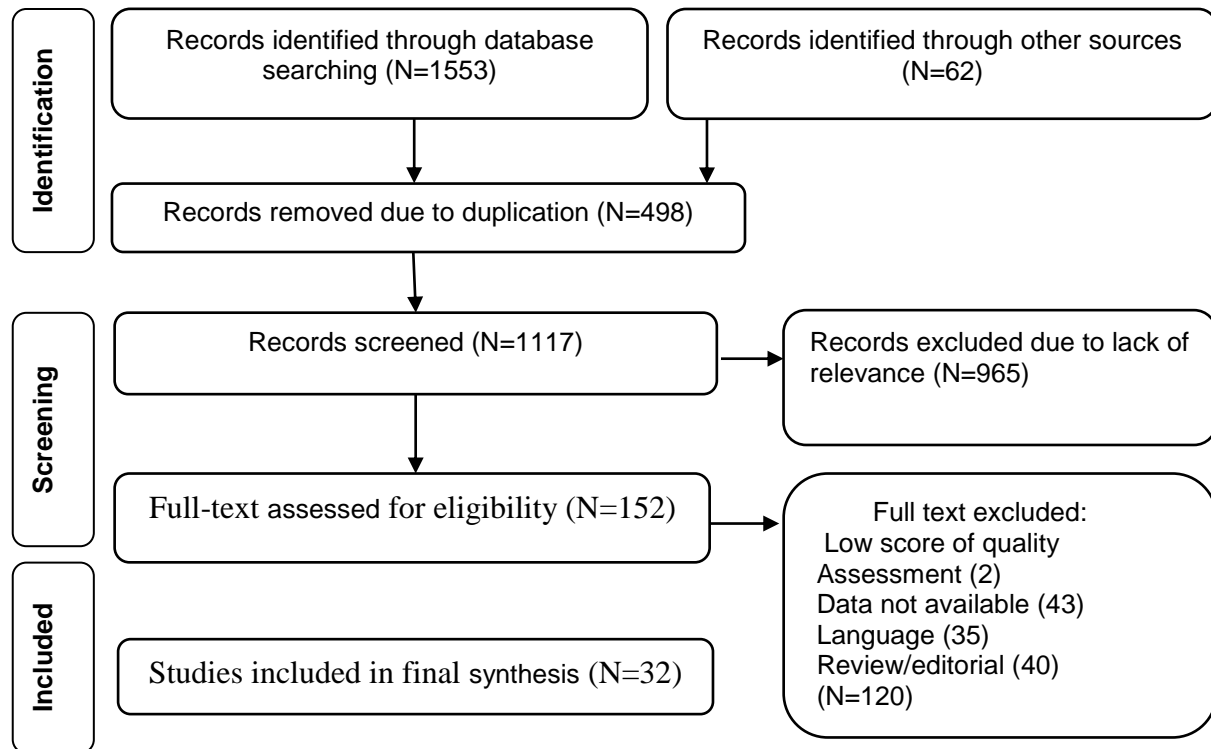 Identification
Records identified through database
searching (N=1553)
Records identified through other sources
(N=62)
Records removed due to duplication (N=498)
Screening
Records screened (N=1117)
Records excluded due to lack of
relevance (N=965)
Full-text assessed for eligibility (N=152)
Full text excluded:
Low score of quality
Assessment (2)
Data not available (43)
Language (35)
Review/editorial (40)
(N=120)
Included
Studies included in final synthesis (N=32)